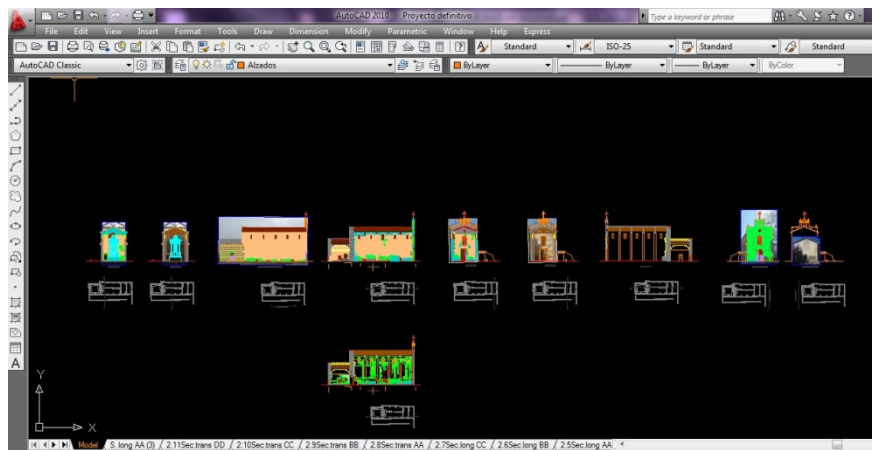 AutoCAD 2010 Proyecto definitivo
Type a keyword or phrase
File Edit View Insert Format Tools Draw Dimension Modify Parametric Window Help Express
Standard ISO-25 Standard Standard
AutoCAD Classic Alzados ByLayer ByLayer ByLayer ByColor
A
Y
X
Model S. long AA (3) 2.11Sec.trans DD 2.10Sec.trans CC 2.9Sec.trans BB 2.8Sec.trans AA 2.7Sec.long CC 2.6Sec.long BB 2.5Sec.long AA